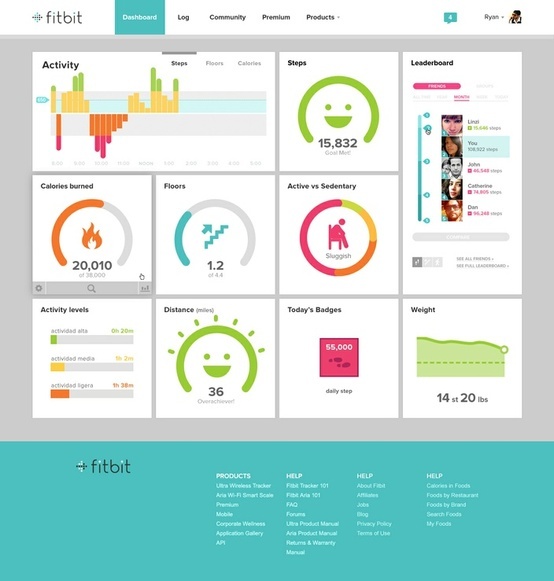 fitbit
Dashboard
Log
Community
Premium
Products
4
Ryan
Activity
Steps
Floors
Calories
Steps
15,832
Goal Met!
Leaderboard
FRIENDS
MONTH
Linzi
15,646 steps
You
108,922 steps
John
46,548 steps
Catherine
74,805 steps
Dan
96,248 steps
SEE ALL FRIENDS »
SEE FULL LEADERBOARD »
Calories burned
20,010
of 38,000
Floors
1.2
of 4.4
Active vs Sedentary
Sluggish
Activity levels
actividad alta 0h 20m
actividad media 1h 2m
actividad ligera 1h 38m
Distance (miles)
36
Overachiever!
Today's Badges
55,000
daily step
Weight
14 st 20 lbs
fitbit
PRODUCTS
Ultra Wireless Tracker
Aria Wi-Fi Smart Scale
Premium
Mobile
Corporate Wellness
Application Gallery
API
HELP
Fitbit Tracker 101
Fitbit Aria 101
FAQ
Forums
Ultra Product Manual
Aria Product Manual
Returns & Warranty
Manual
HELP
About Fitbit
Affiliates
Jobs
Blog
Privacy Policy
Terms of Use
HELP
Calories in Foods
Foods by Restaurant
Foods by Brand
Search Foods
My Foods